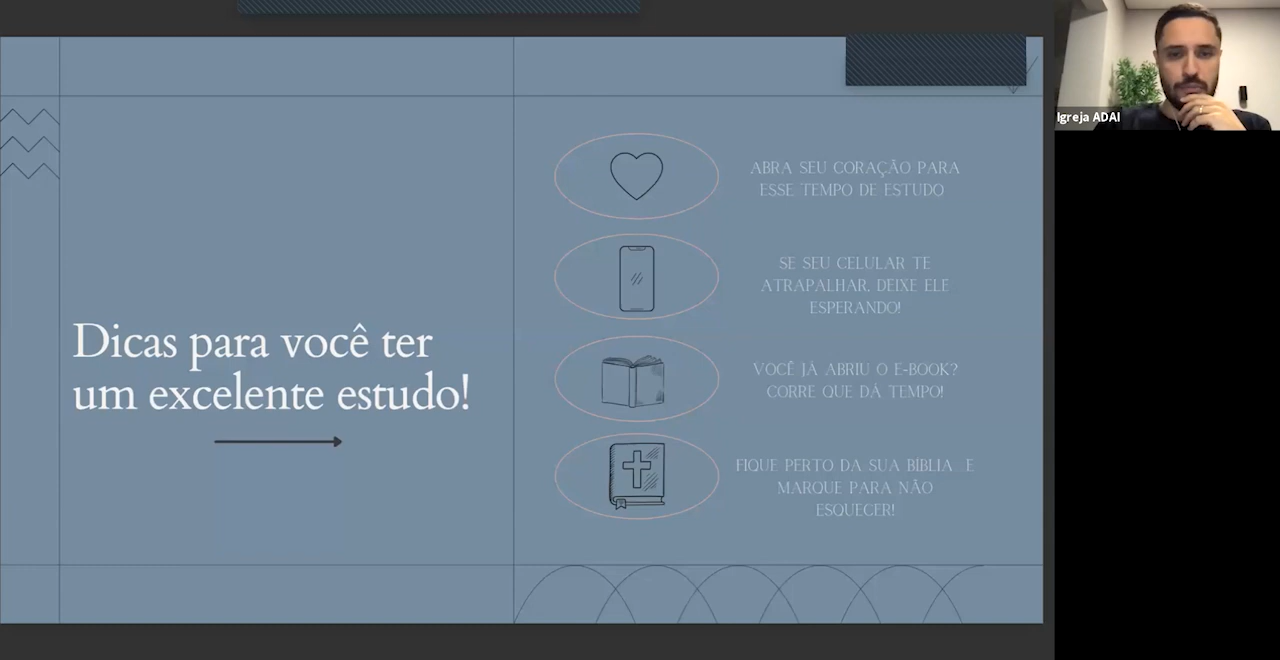 Dicas para você ter
um excelente estudo!
ABRA SEU CORAÇÃO PARA
ESSE TEMPO DE ESTUDO
SE SEU CELULAR TE
ATRAPALHAR, DEIXE ELE
ESPERANDO!
VOCÊ JÁ ABRIU O E-BOOK?
CORRE QUE DÁ TEMPO!
FIQUE PERTO DA SUA BÍBLIA E
MARQUE PARA NÃO
ESQUECER!
Igreja ADAI